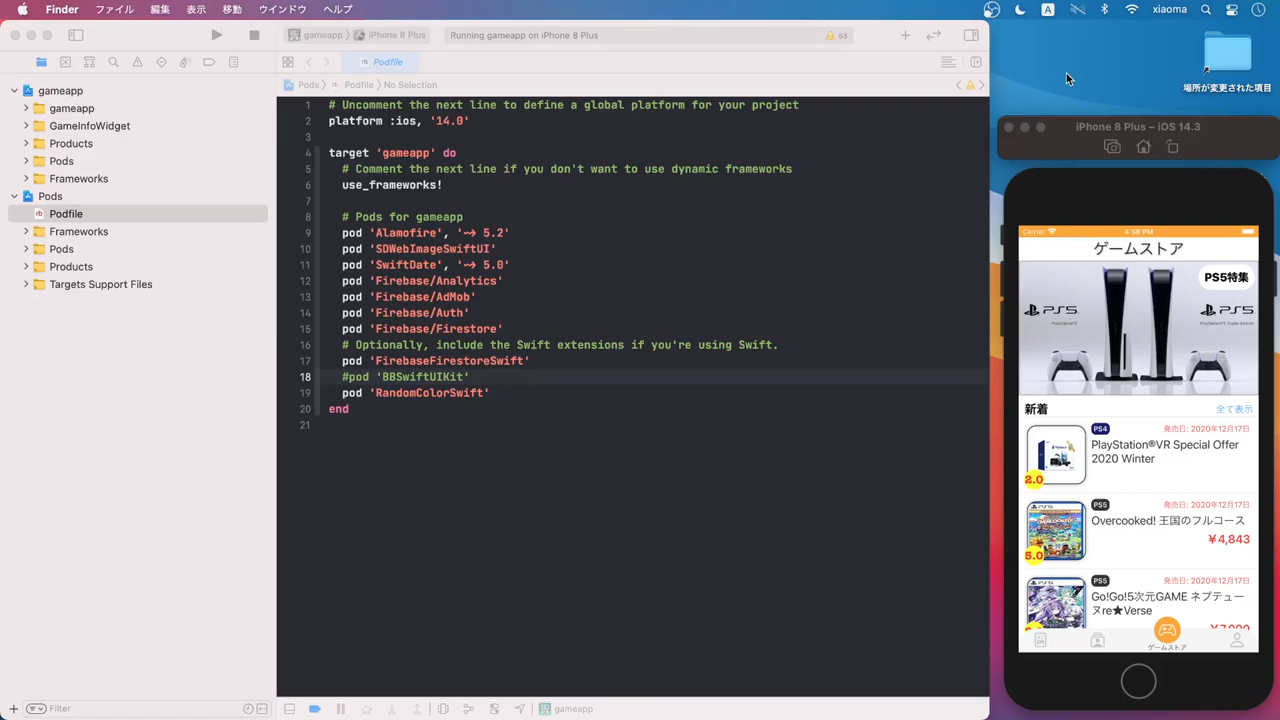 Finder ファイル 編集 表示 移動 ウインドウ ヘルプ
A xiaomo
gameapp iPhone 8 Plus Running gameapp on iPhone 8 Plus 53
Podfile
Pods Podfile No Selection
gameapp
gameapp
GameInfoWidget
Products
Pods
Frameworks
Pods
Podfile
Frameworks
Pods
Products
Targets Support Files
Filter
1 # Uncomment the next line to define a global platform for your project
2 platform :ios, '14.0'
3
4 target 'gameapp' do
5 # Comment the next line if you don't want to use dynamic frameworks
6 use_frameworks!
7
8 # Pods for gameapp
9 pod 'Alamofire', '~> 5.2'
10 pod 'SDWebImageSwiftUI'
11 pod 'SwiftDate', '~> 5.0'
12 pod 'Firebase/Analytics'
13 pod 'Firebase/AdMob'
14 pod 'Firebase/Auth'
15 pod 'Firebase/Firestore'
16 # Optionally, include the Swift extensions if you're using Swift.
17 pod 'FirebaseFirestoreSwift'
18 #pod 'BBSwiftUIKit'
19 pod 'RandomColorSwift'
20 end
21
gameapp
場所が変更された項目
iPhone 8 Plus – iOS 14.3
Carrier 4:58 PM
ゲームストア
PS5特集
PS5
PlayStation®5
PS5
PlayStation®5 Digital Edition
新着 全て表示
PS4 発売日: 2020年12月17日
PlayStation®VR Special Offer
2020 Winter
2.0
PS5 発売日: 2020年12月17日
Overcooked! 王国のフルコース
¥4,843
PS5
OVERCOOKED!
5.0
PS5 発売日: 2020年12月17日
Go!Go!5次元GAME ネプテュー
ヌre★Verse
PS5
ゲームストア